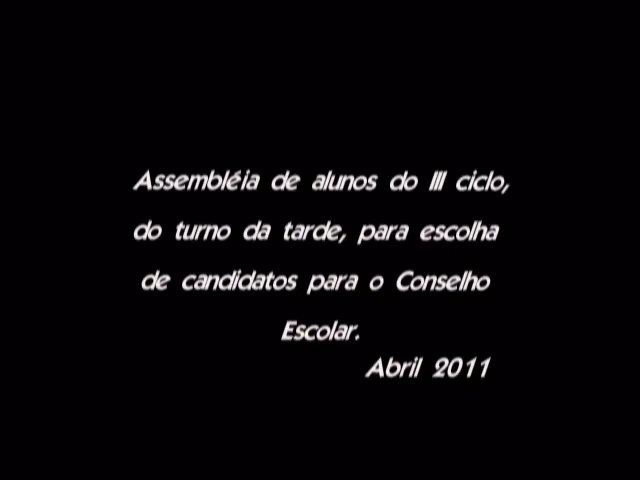 Assembléia de alunos do III ciclo,
do turno da tarde, para escolha
de candidatos para o Conselho
Escolar.
Abril 2011